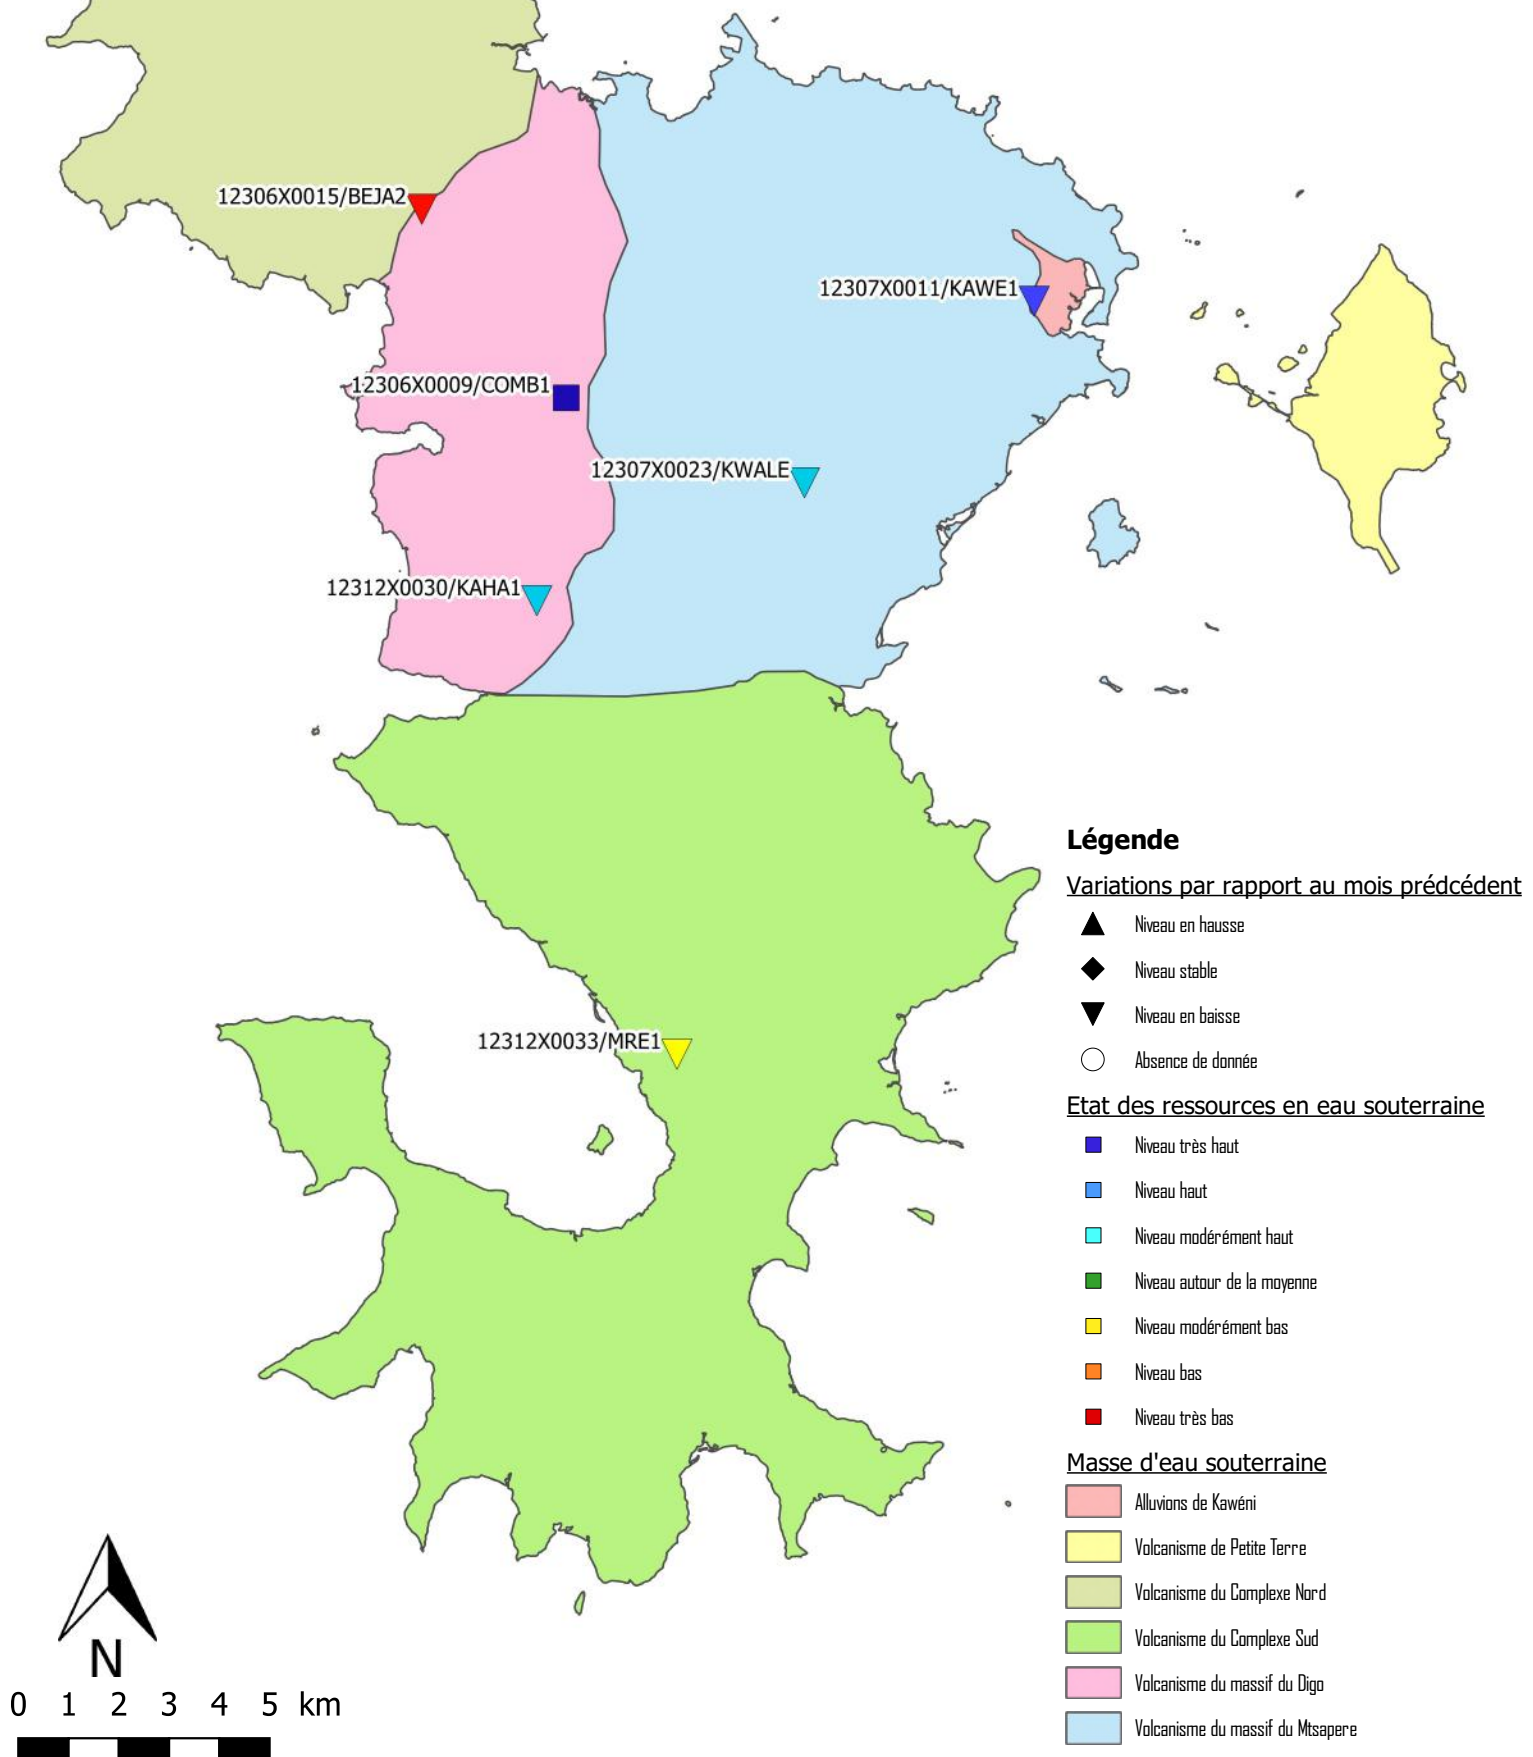 12306X0015/BEJA2
12307X0011/KAWE1
12306X0009/COMB1
12307X0023/KWALE
12312X0030/KAHA1
12312X0033/MRE1
Légende
Variations par rapport au mois prédcédent
Niveau en hausse
Niveau stable
Niveau en baisse
Absence de donnée
Etat des ressources en eau souterraine
Niveau très haut
Niveau haut
Niveau modérément haut
Niveau autour de la moyenne
Niveau modérément bas
Niveau bas
Niveau très bas
Masse d'eau souterraine
Alluvions de Kawéni
Volcanisme de Petite Terre
Volcanisme du Complexe Nord
Volcanisme du Complexe Sud
Volcanisme du massif du Digo
Volcanisme du massif du Mtsapere
N
0 1 2 3 4 5 km